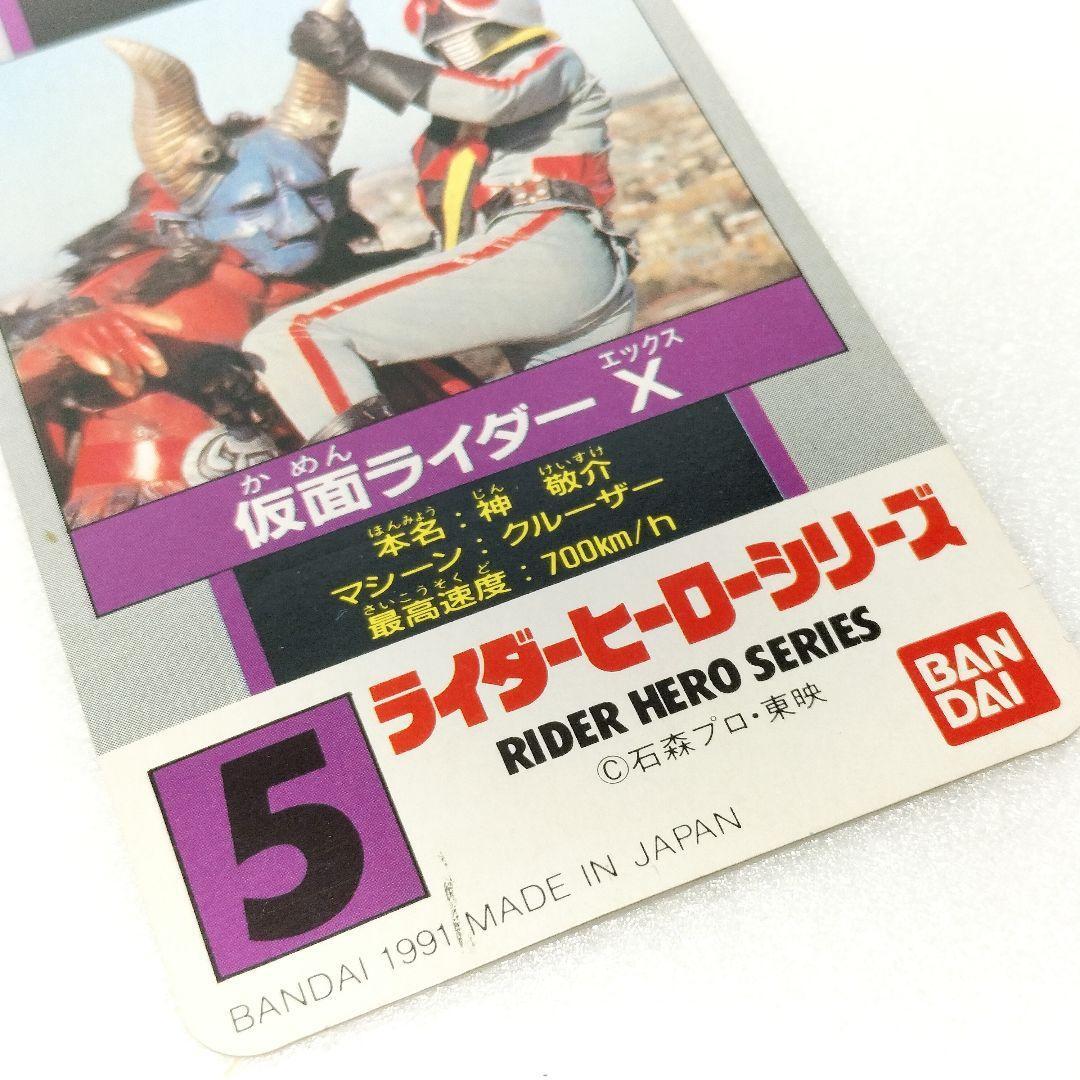 エックス
かめん
仮面ライダー X
ほんみょう じん けいすけ
本名：神 敬介
マシーン：クルーザー
さいこうそくど
最高速度：700km/h
ライダーヒーローシリーズ
RIDER HERO SERIES
©石森プロ・東映
BAN
DAI
5
BANDAI 1991 MADE IN JAPAN